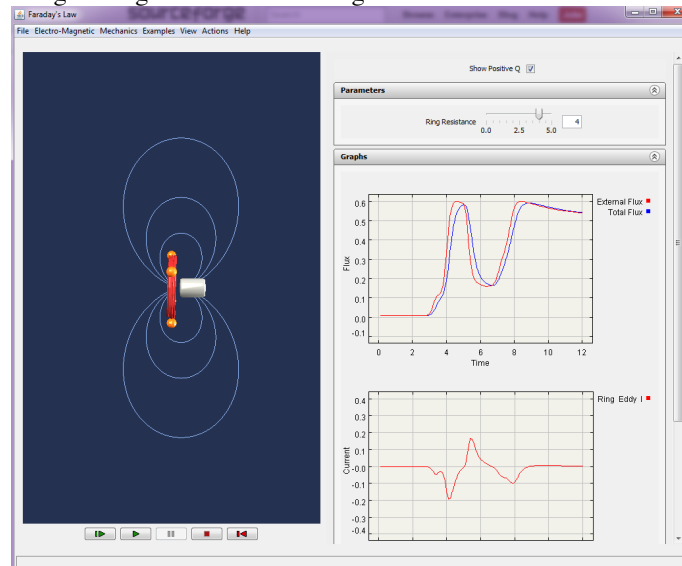 Faraday's Law
sourceforge
File Electro-Magnetic Mechanics Examples View Actions Help
Show Positive Q
Parameters
Ring Resistance
4
0.0 2.5 5.0
Graphs
External Flux
Total Flux
0.6
0.5
0.4
0.3
0.2
0.1
0.0
-0.1
Flux
0 2 4 6 8 10 12
Time
Ring Eddy I
0.4
0.3
0.2
0.1
-0.0
-0.1
-0.2
-0.3
-0.4
Current